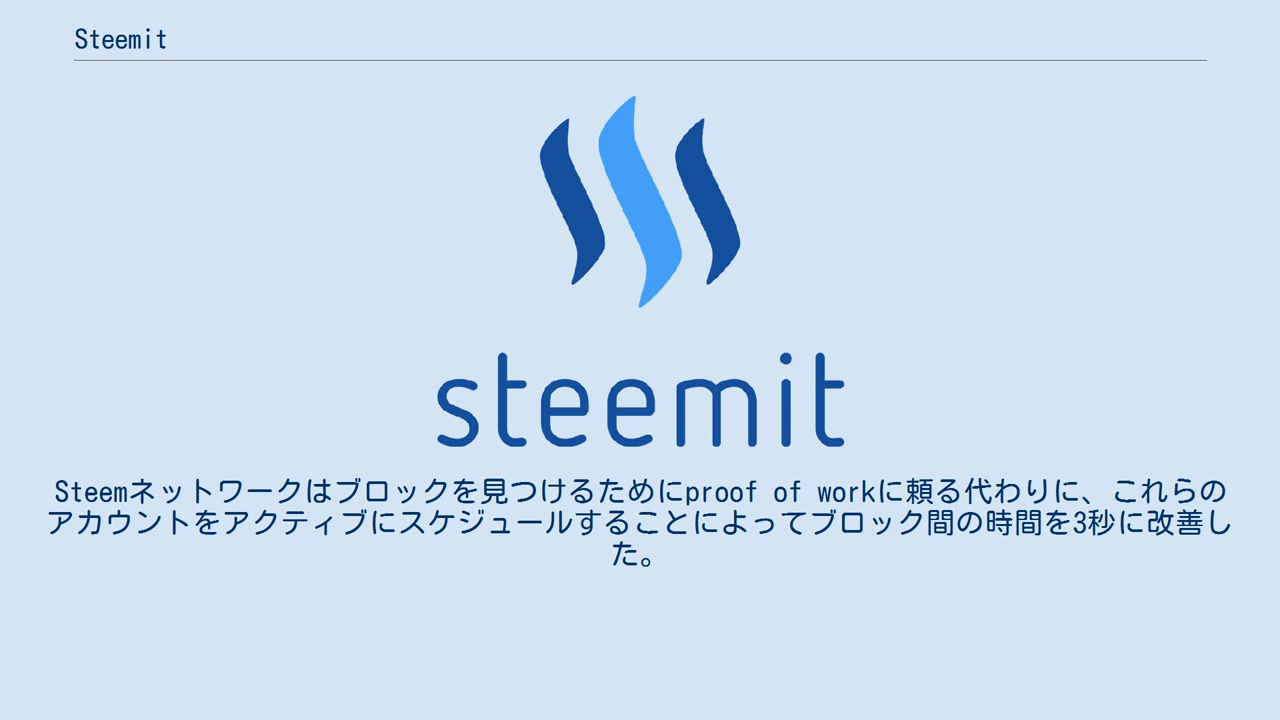 Steemit
steemit
Steemネットワークはブロックを見つけるためにproof of workに頼る代わりに、これらの
アカウントをアクティブにスケジュールすることによってブロック間の時間を3秒に改善し
た。